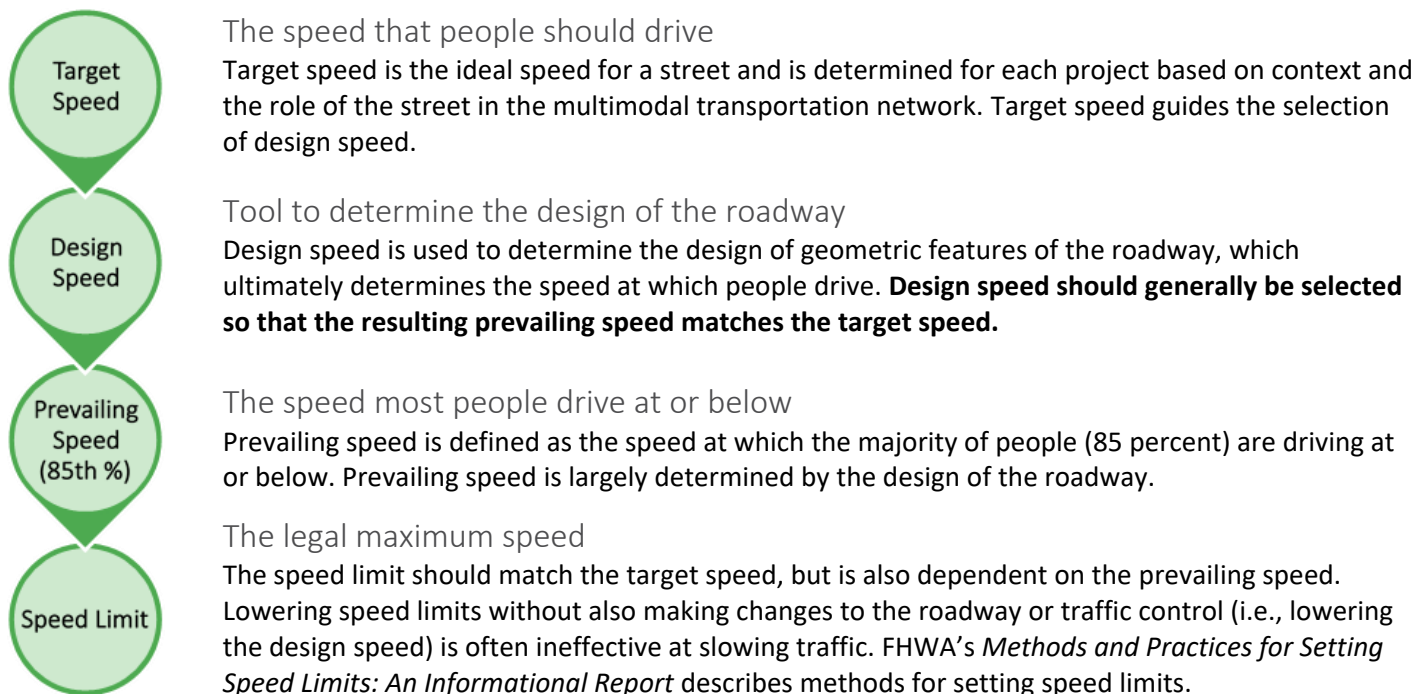 Target
Speed
The speed that people should drive
Target speed is the ideal speed for a street and is determined for each project based on context and
the role of the street in the multimodal transportation network. Target speed guides the selection
of design speed.
Design
Speed
Tool to determine the design of the roadway
Design speed is used to determine the design of geometric features of the roadway, which
ultimately determines the speed at which people drive. Design speed should generally be selected
so that the resulting prevailing speed matches the target speed.
Prevailing
Speed
(85th %)
The speed most people drive at or below
Prevailing speed is defined as the speed at which the majority of people (85 percent) are driving at
or below. Prevailing speed is largely determined by the design of the roadway.
Speed Limit
The legal maximum speed
The speed limit should match the target speed, but is also dependent on the prevailing speed.
Lowering speed limits without also making changes to the roadway or traffic control (i.e., lowering
the design speed) is often ineffective at slowing traffic. FHWA's Methods and Practices for Setting
Speed Limits: An Informational Report describes methods for setting speed limits.